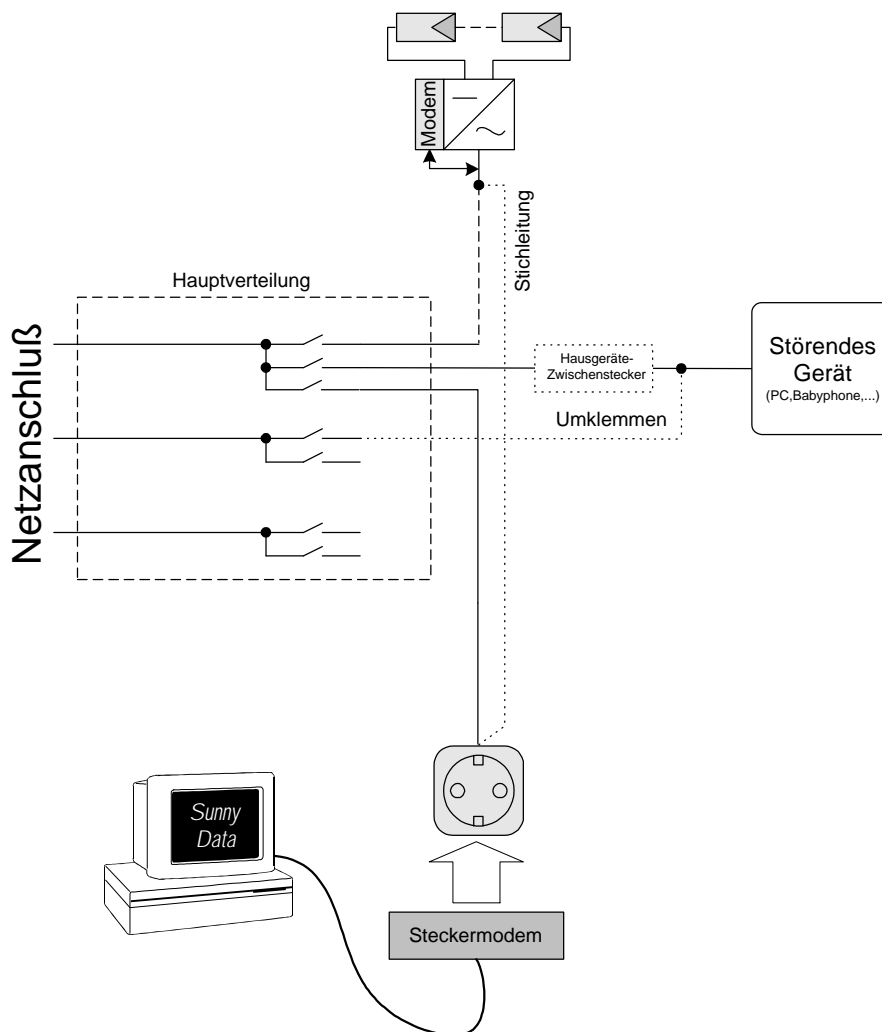 Modem
Stichleitung
Hauptverteilung
Netzanschluß
Hausgeräte-
Zwischenstecker
Störendes
Gerät
(PC,Babyphone,...)
Umklemmen
Sunny
Data
Steckermodem